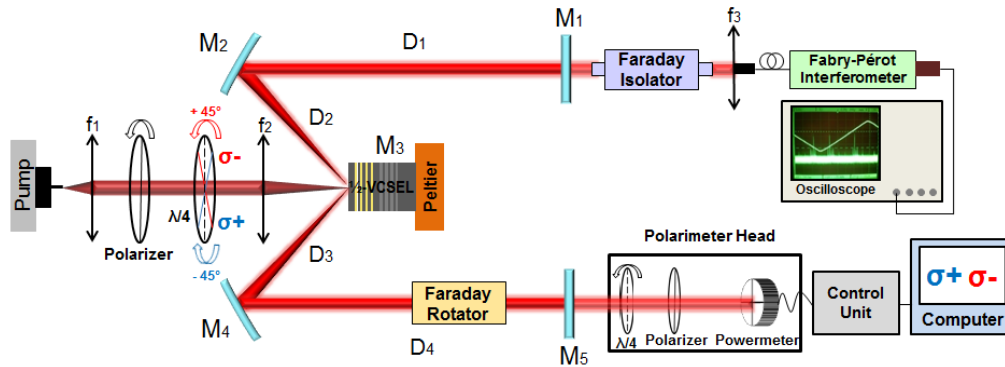 M1
f3
M2
D1
Faraday
Isolator
Fabry-Pérot
Interferometer
+ 45°
D2
f1
f2
σ-
M3
Pump
½-VCSEL
Peltier
Oscilloscope
λ/4
σ+
Polarizer
- 45°
D3
Polarimeter Head
Faraday
Rotator
M4
D4
M5
λ/4
Polarizer
Powermeter
Control
Unit
σ+ σ-
Computer